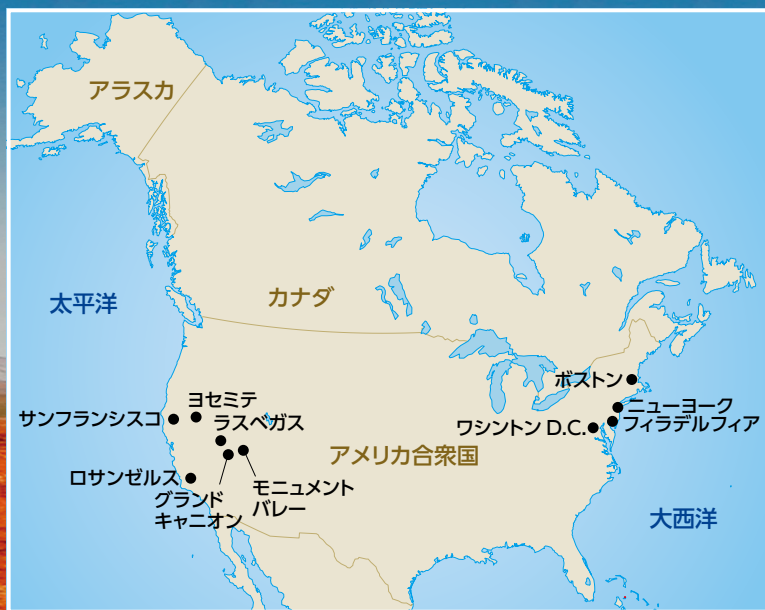 アラスカ
太平洋
カナダ
ボストン
ヨセミテ
ニューヨーク
サンフランシスコ
ラスベガス
ワシントン D.C.
フィラデルフィア
アメリカ合衆国
ロサンゼルス
グランド
キャニオン
モニュメント
バレー
大西洋